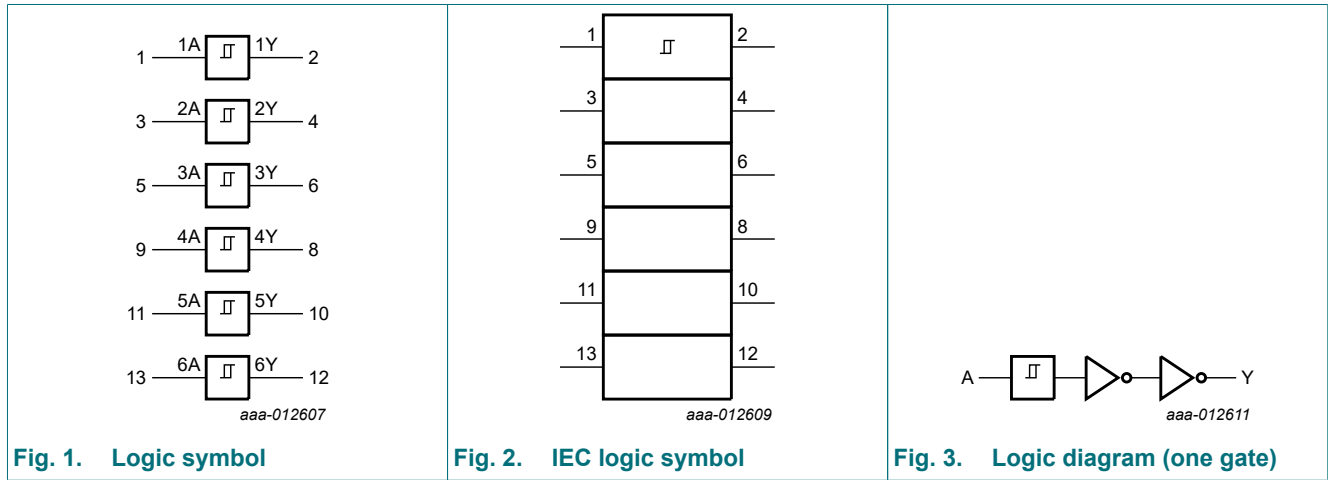 1 1A 1Y 2
3 2A 2Y 4
5 3A 3Y 6
9 4A 4Y 8
11 5A 5Y 10
13 6A 6Y 12
aaa-012607
Fig. 1. Logic symbol
1 2
3 4
5 6
9 8
11 10
13 12
aaa-012609
Fig. 2. IEC logic symbol
A Y
aaa-012611
Fig. 3. Logic diagram (one gate)